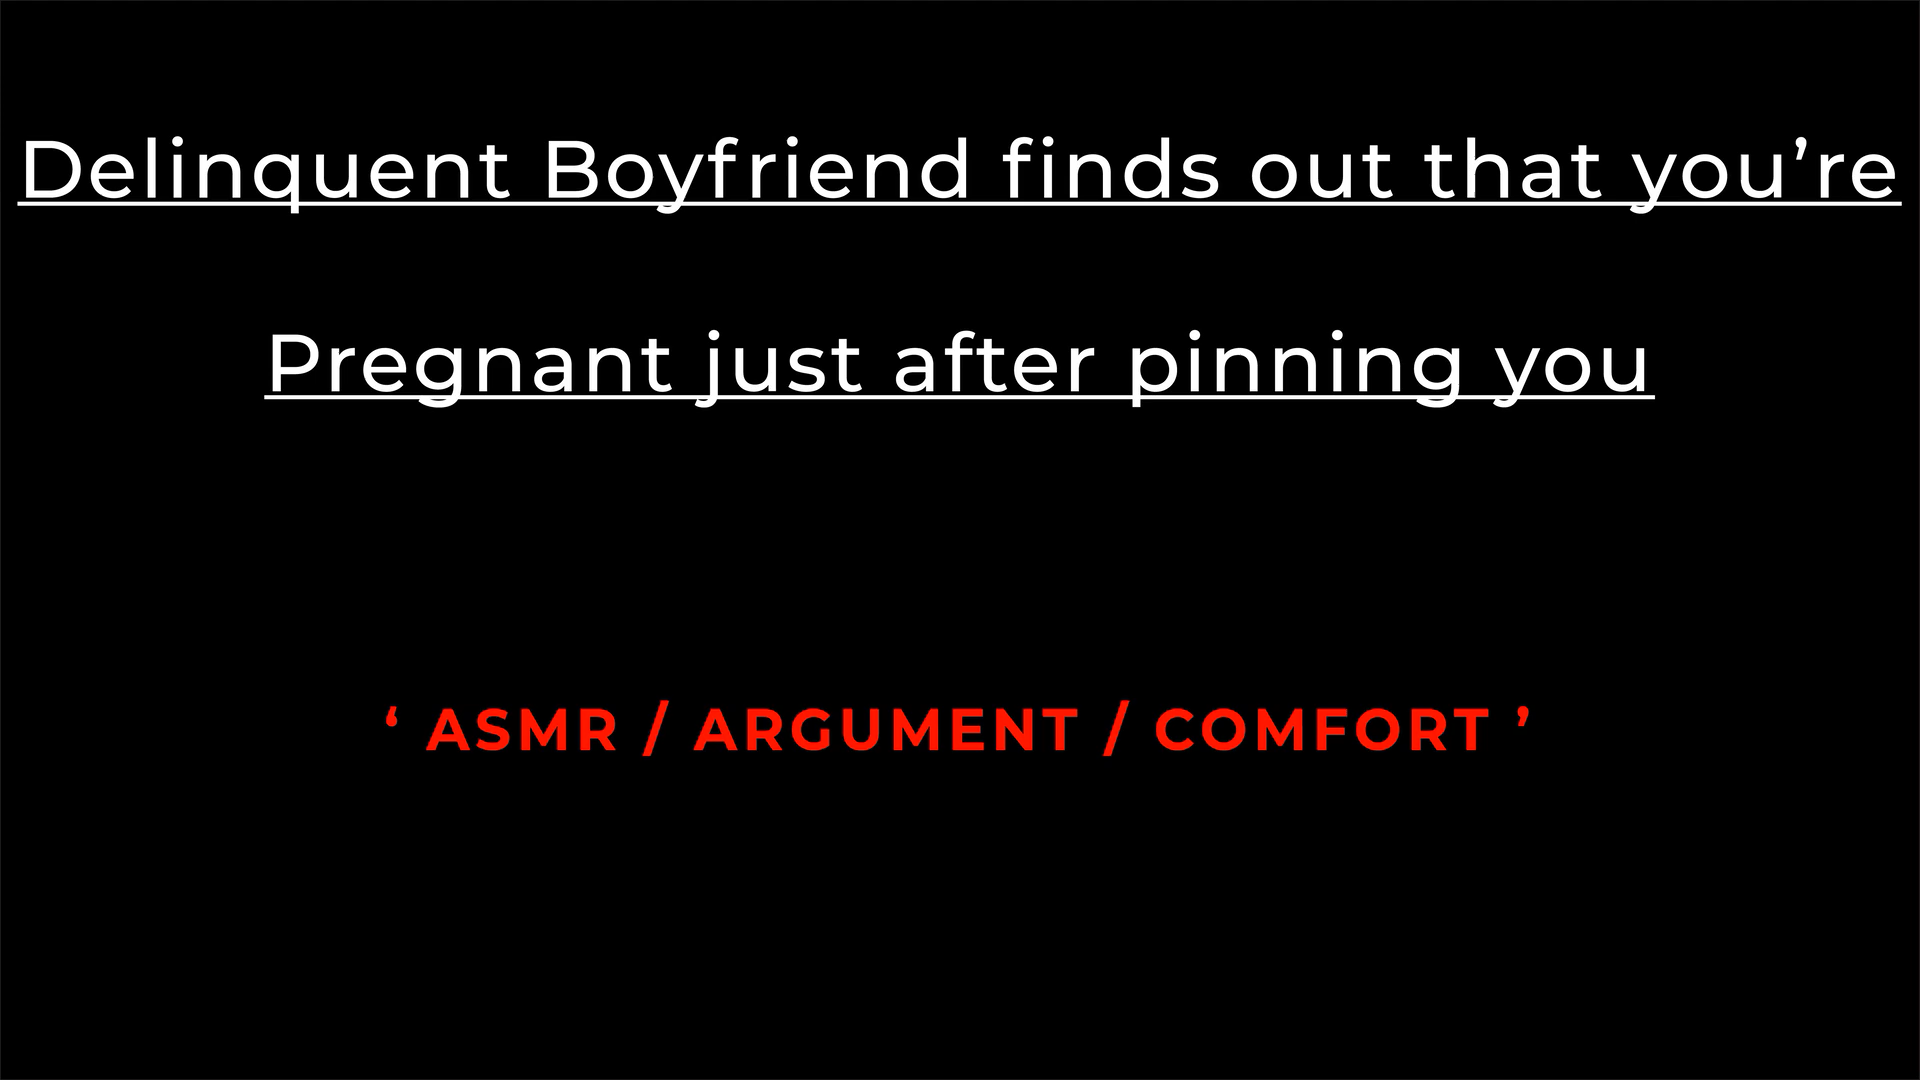 Delinquent Boyfriend finds out that you’re
Pregnant just after pinning you
‘ ASMR / ARGUMENT / COMFORT ’